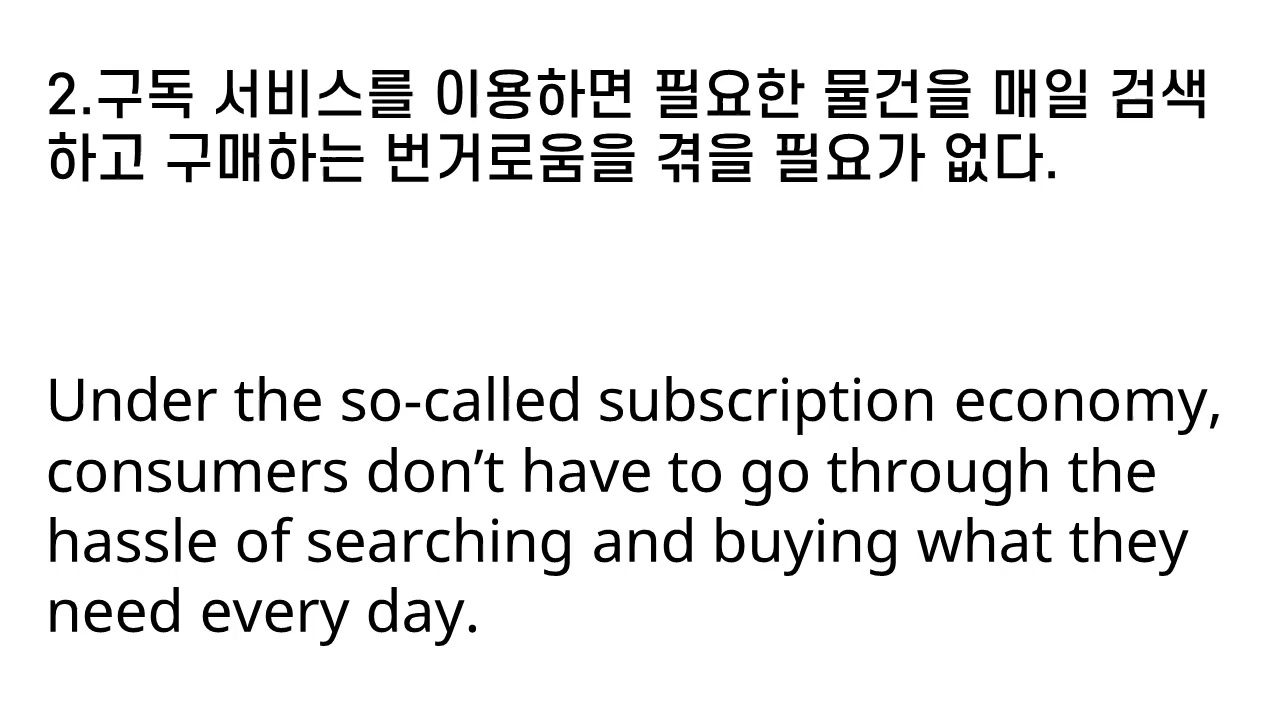 2.구독 서비스를 이용하면 필요한 물건을 매일 검색
하고 구매하는 번거로움을 겪을 필요가 없다.
Under the so-called subscription economy,
consumers don’t have to go through the
hassle of searching and buying what they
need every day.